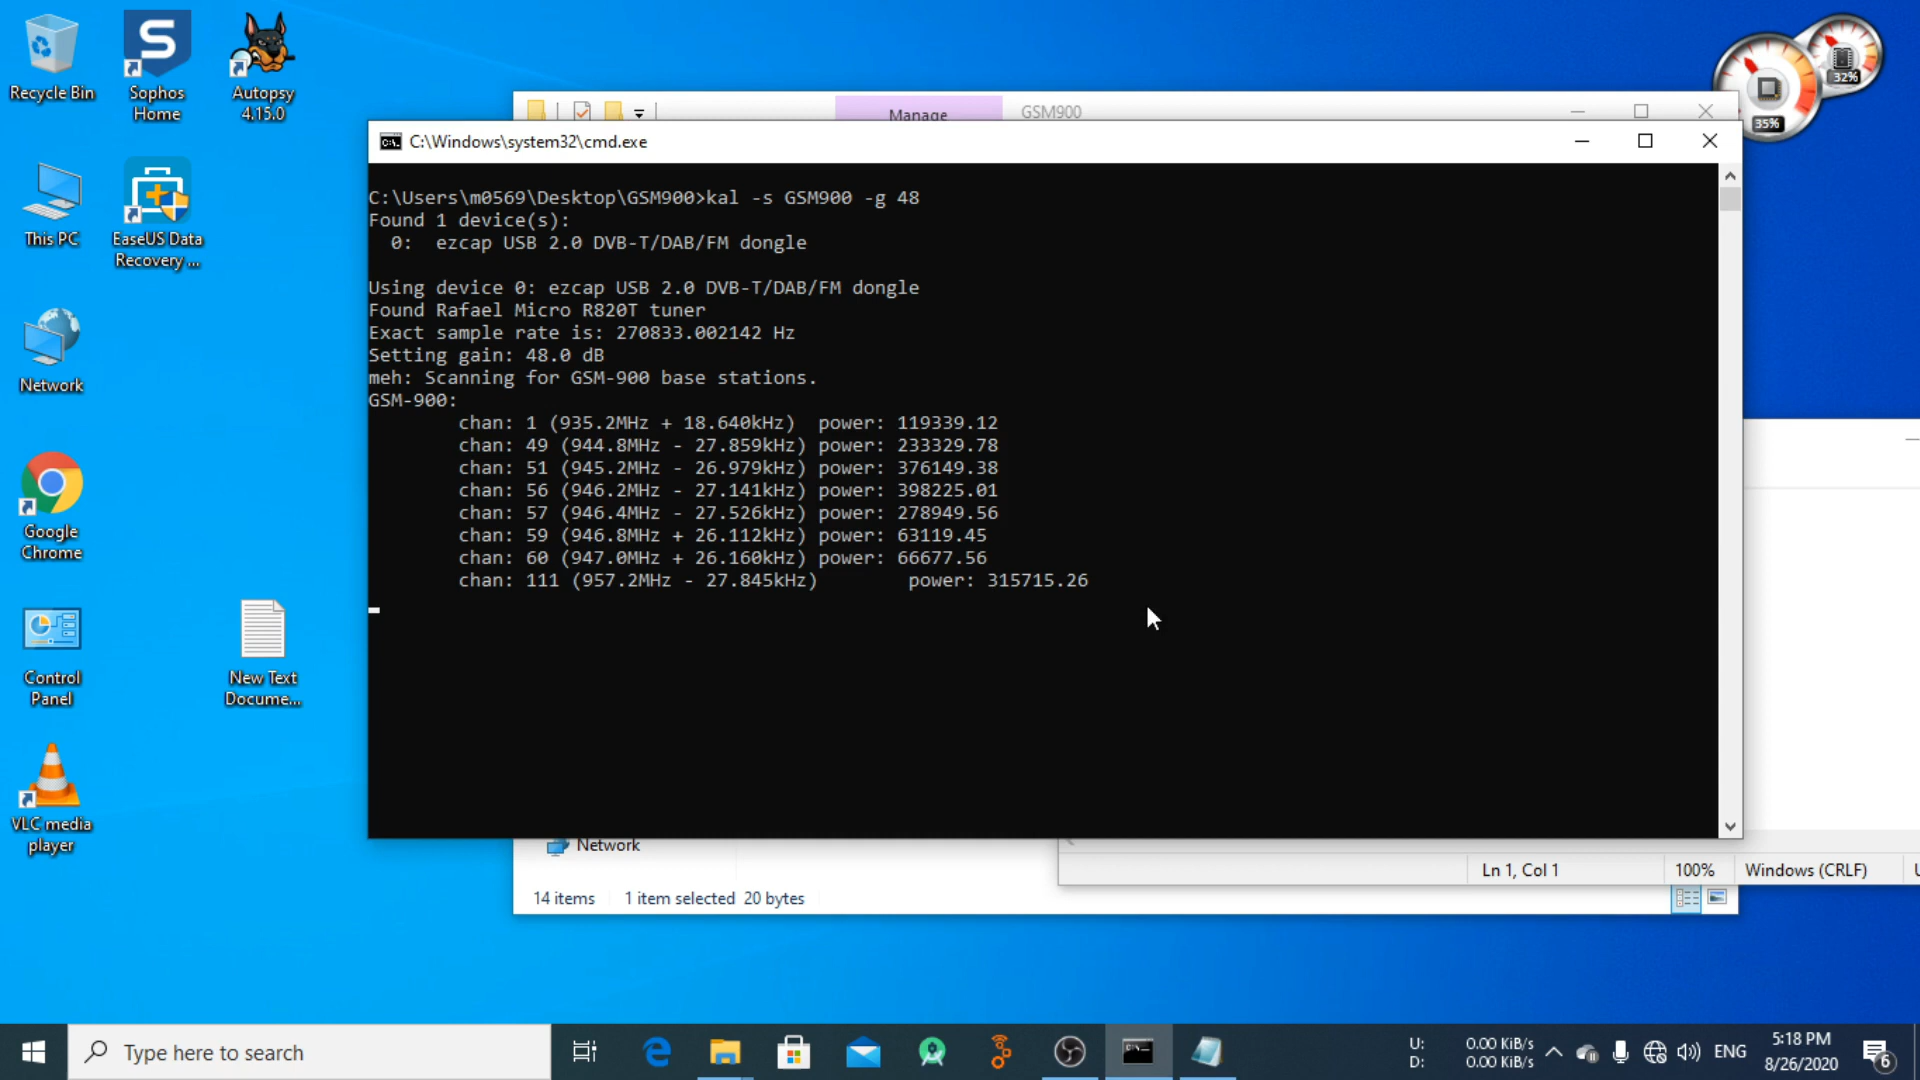 Recycle Bin
Sophos
Home
Autopsy
4.15.0
This PC
EaseUS Data
Recovery ...
Network
Google
Chrome
Control
Panel
New Text
Docume...
VLC media
player
Manage
GSM900
C:\Windows\system32\cmd.exe
C:\Users\m0569\Desktop\GSM900>kal -s GSM900 -g 48
Found 1 device(s):
0: ezcap USB 2.0 DVB-T/DAB/FM dongle
Using device 0: ezcap USB 2.0 DVB-T/DAB/FM dongle
Found Rafael Micro R820T tuner
Exact sample rate is: 270833.002142 Hz
Setting gain: 48.0 dB
meh: Scanning for GSM-900 base stations.
GSM-900:
chan: 1 (935.2MHz + 18.640kHz) power: 119339.12
chan: 49 (944.8MHz - 27.859kHz) power: 233329.78
chan: 51 (945.2MHz - 26.979kHz) power: 376149.38
chan: 56 (946.2MHz - 27.141kHz) power: 398225.01
chan: 57 (946.4MHz - 27.526kHz) power: 278949.56
chan: 59 (946.8MHz + 26.112kHz) power: 63119.45
chan: 60 (947.0MHz + 26.160kHz) power: 66677.56
chan: 111 (957.2MHz - 27.845kHz) power: 315715.26
35%
32%
Network
14 items 1 item selected 20 bytes
Ln 1, Col 1 100% Windows (CRLF) U
Type here to search
U: 0.00 KiB/s
D: 0.00 KiB/s
ENG
5:18 PM
8/26/2020
6